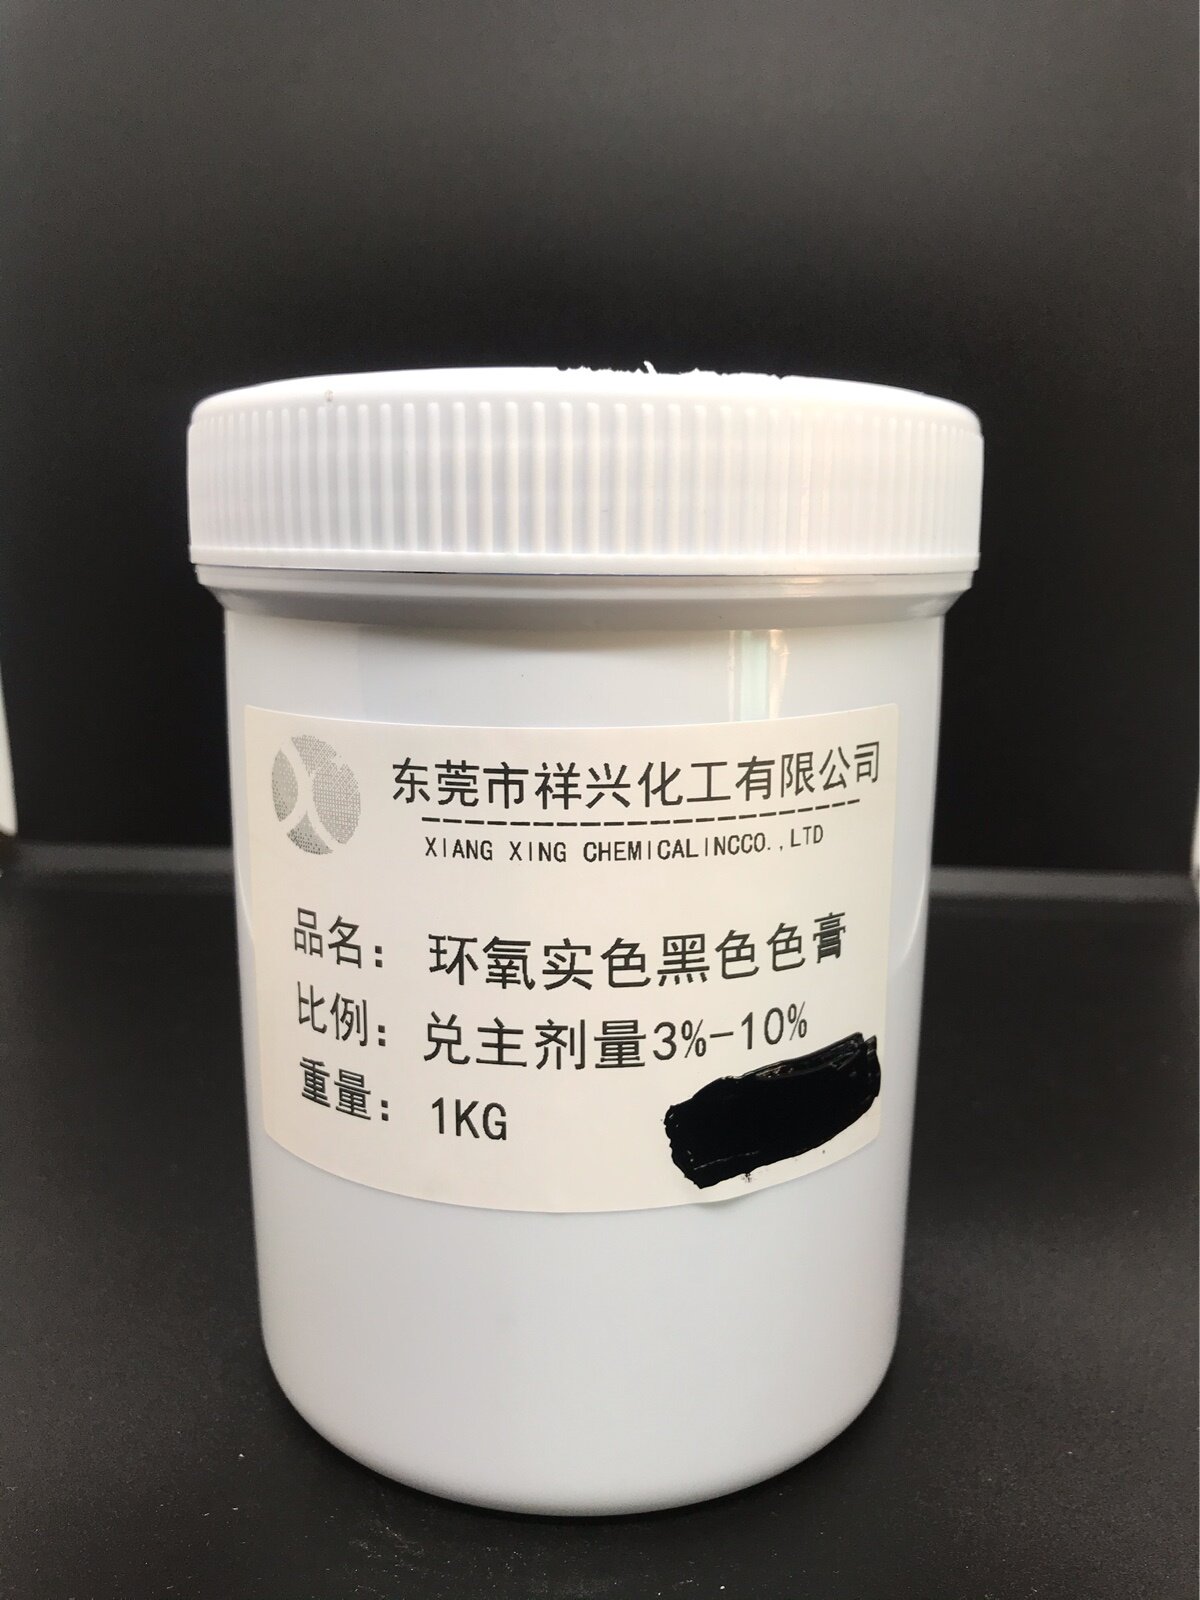 东莞市祥兴化工有限公司
XIANG XING CHEMICALINCCO.,LTD
品名：环氧实色黑色色膏
比例：兑主剂量3%-10%
重量：1KG